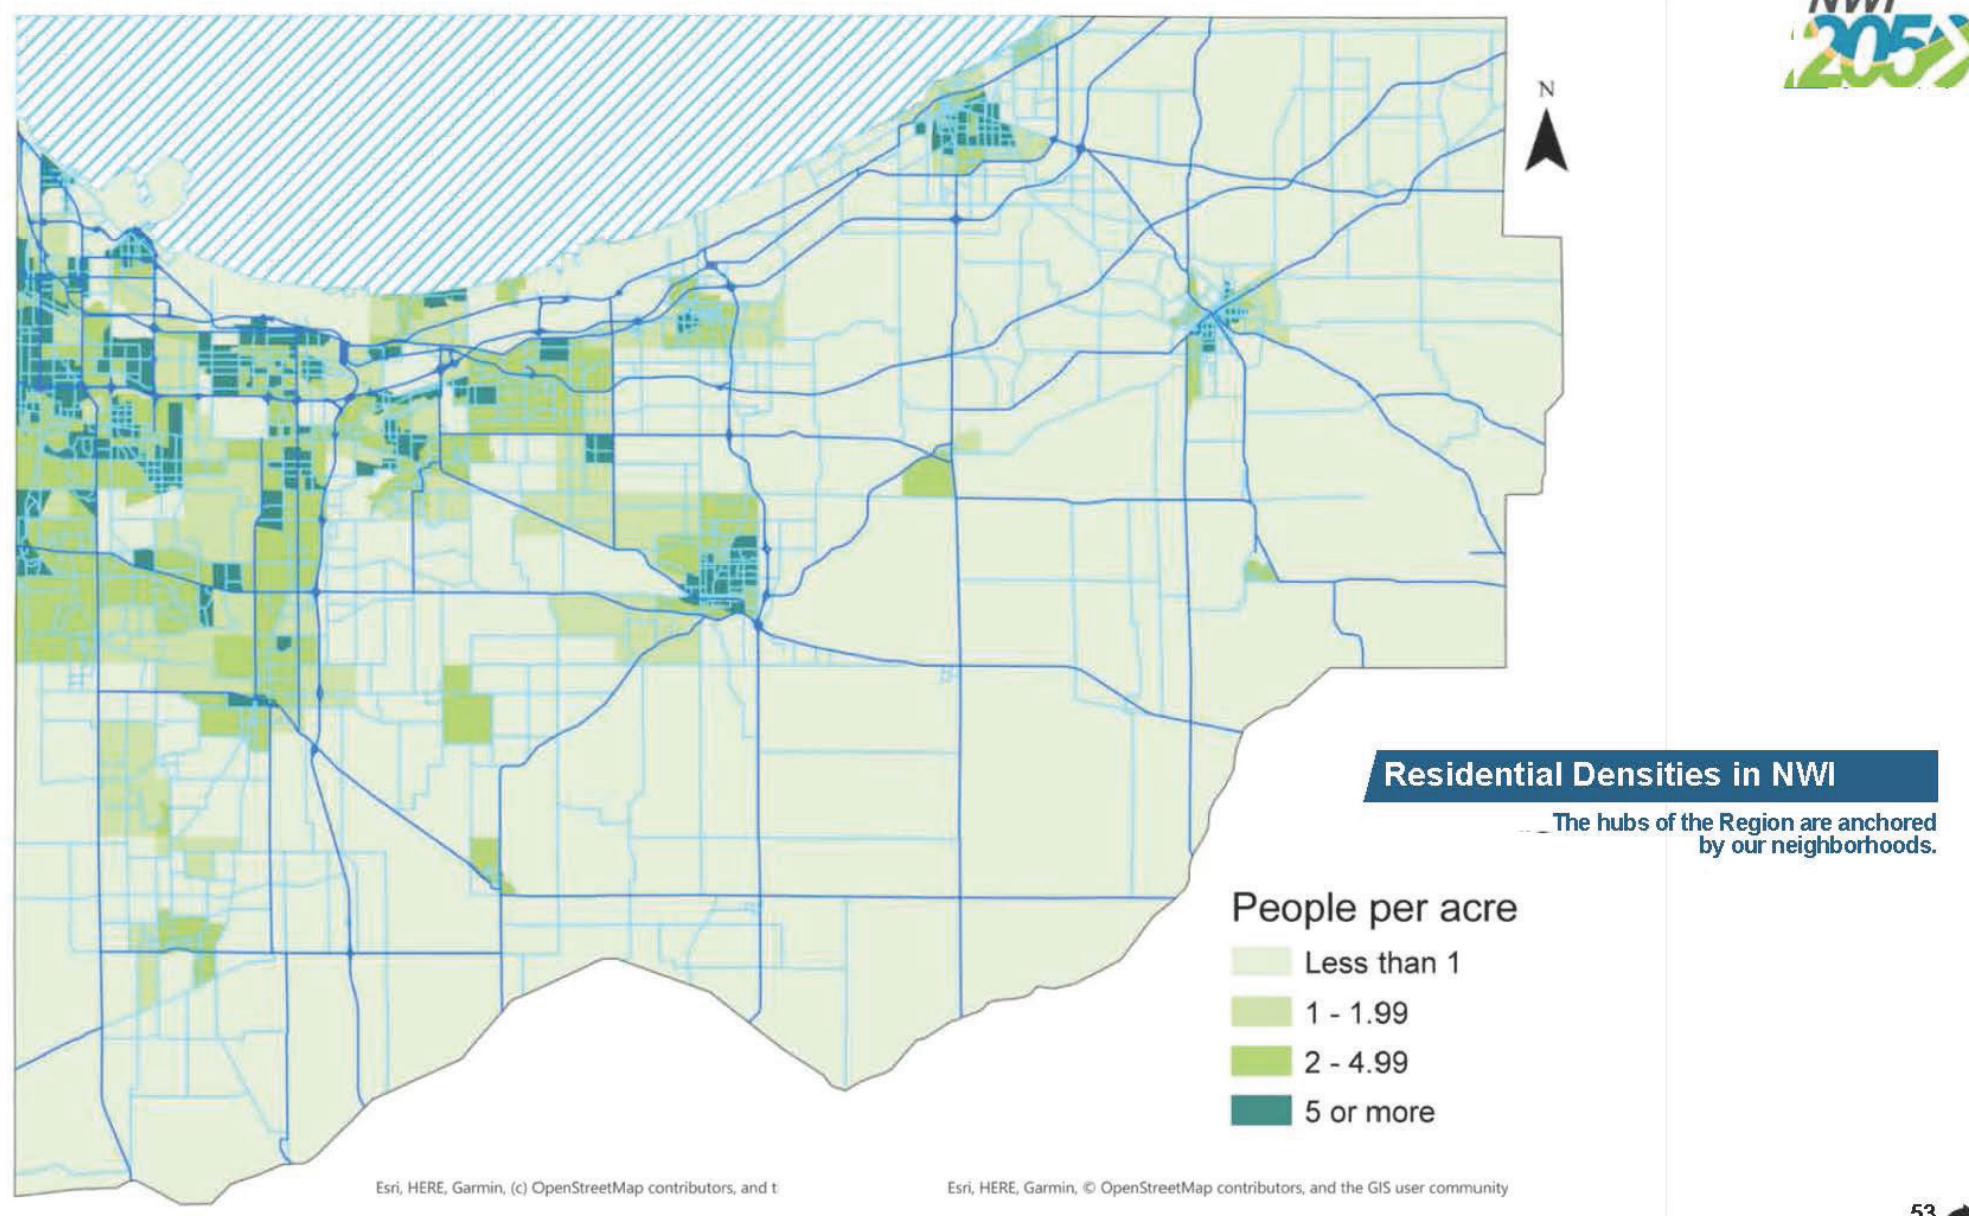 NWI
205
N
Residential Densities in NWI
The hubs of the Region are anchored
by our neighborhoods.
People per acre
Less than 1
1 - 1.99
2 - 4.99
5 or more
Esri, HERE, Garmin, (c) OpenStreetMap contributors, and t
Esri, HERE, Garmin, © OpenStreetMap contributors, and the GIS user community
53